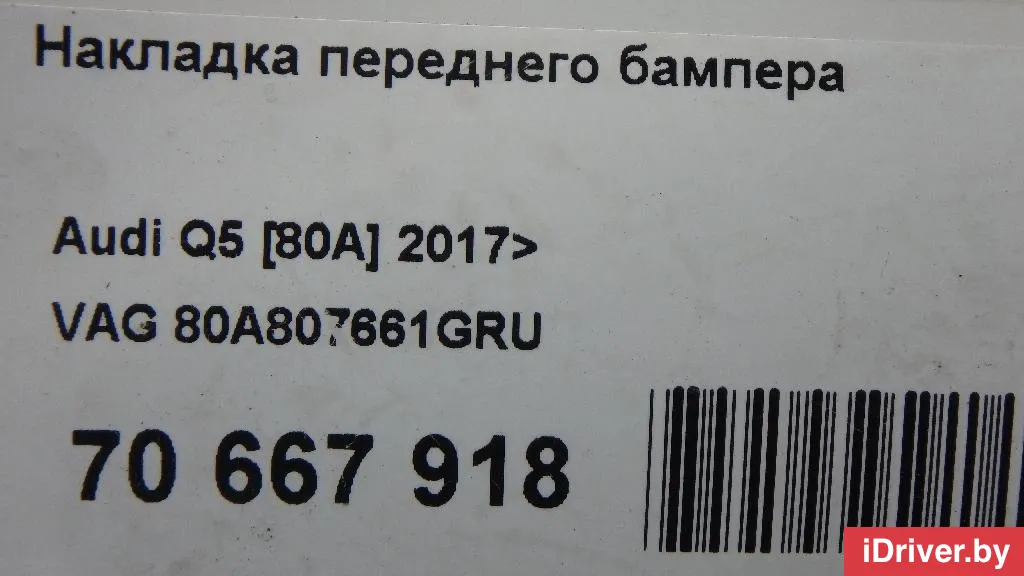 Накладка переднего бампера
Audi Q5 [80A] 2017>
VAG 80A807661GRU
70 667 918
iDriver.by